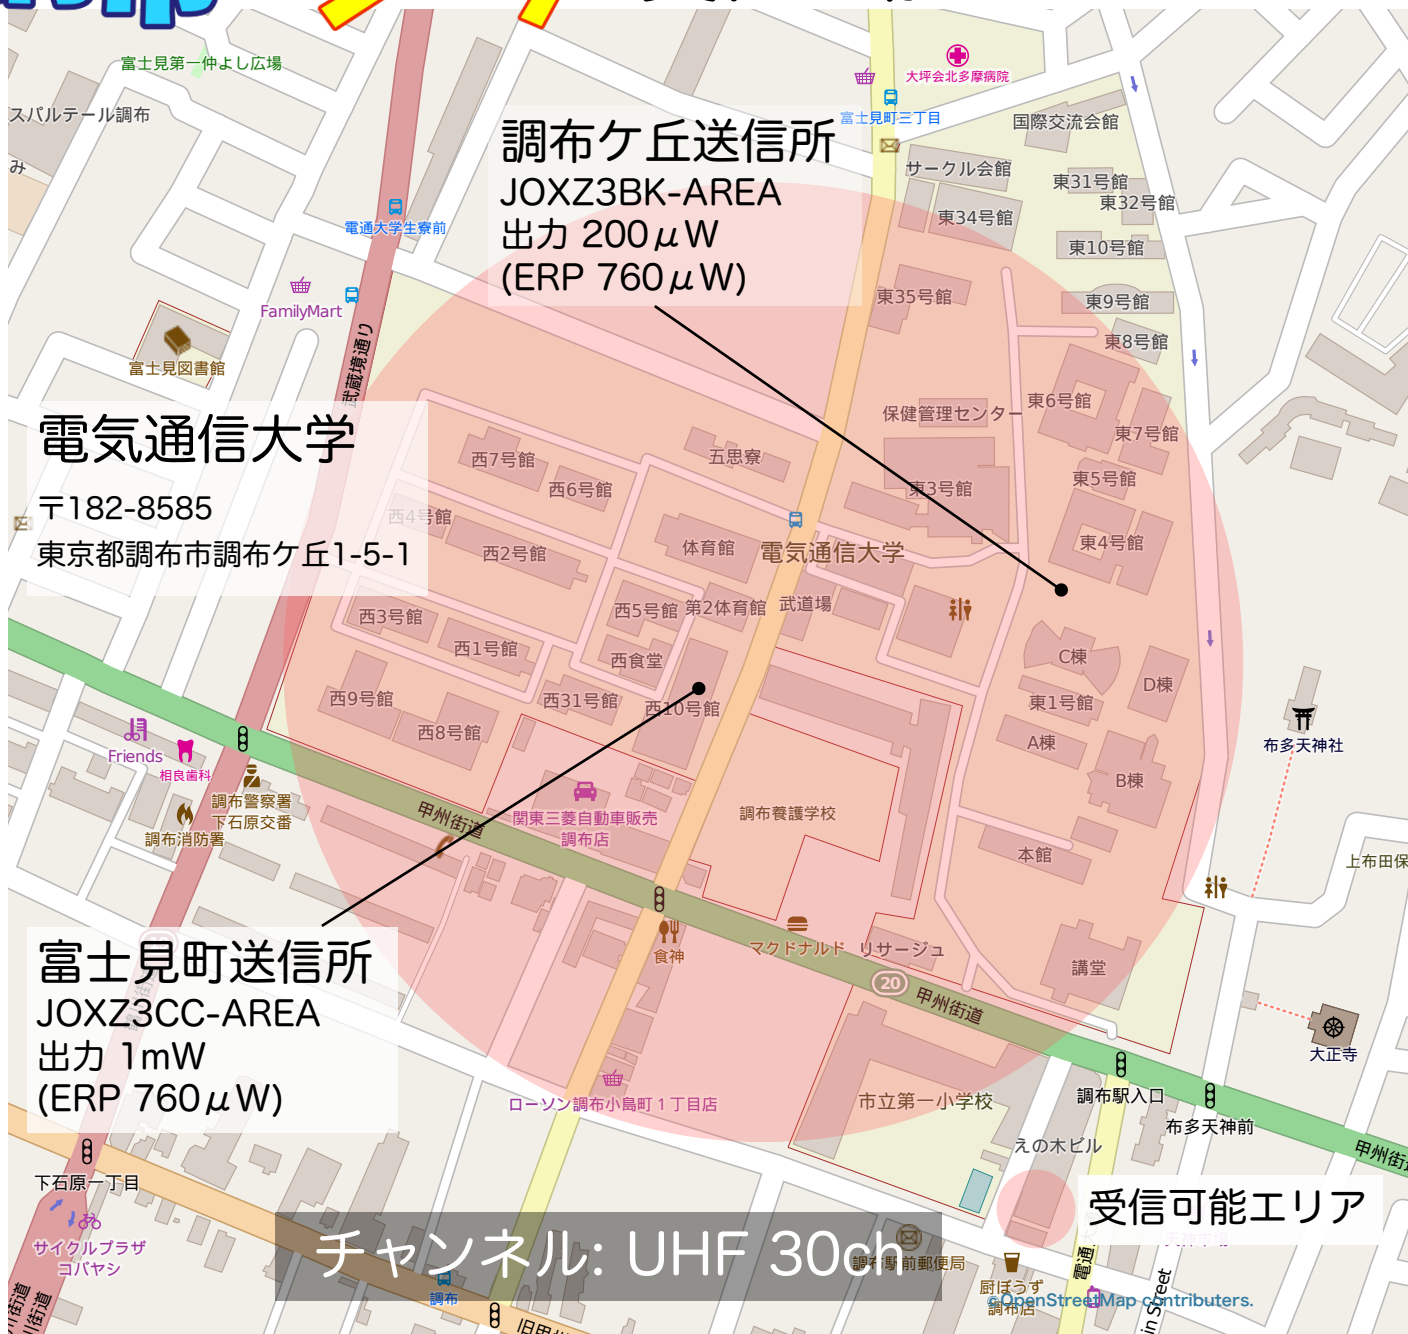 富士見第一仲よし広場
スパルテール調布
み
大坪会北多摩病院
富士見町三丁目
国際交流会館
サークル会館
東31号館
東32号館
東34号館
東10号館
東9号館
東8号館
東35号館
調布ケ丘送信所
JOXZ3BK-AREA
出力 200μW
(ERP 760μW)
電通大学生寮前
FamilyMart
富士見図書館
武蔵境通り
電気通信大学
〒182-8585
東京都調布市調布ケ丘1-5-1
保健管理センター
東6号館
東7号館
東3号館
東5号館
東4号館
西7号館
西6号館
五思寮
西4号館
西2号館
体育館
電気通信大学
西3号館
西5号館
第2体育館
武道場
西1号館
西食堂
C棟
D棟
西9号館
西31号館
西10号館
東1号館
西8号館
A棟
B棟
布多天神社
Friends
相良歯科
調布警察署
下石原交番
調布消防署
甲州街道
関東三菱自動車販売
調布店
調布養護学校
本館
上布田保
食神
マクドナルド
リサージュ
講堂
20
甲州街道
大正寺
富士見町送信所
JOXZ3CC-AREA
出力 1mW
(ERP 760μW)
ローソン調布小島町1丁目店
市立第一小学校
調布駅入口
布多天神前
甲州街
えの木ビル
下石原一丁目
サイクルプラザ
コバヤシ
受信可能エリア
天神市場
チャンネル: UHF 30ch
調布駅前郵便局
電通大
厨ぼうず
調布店
©OpenStreetMap contributers.
in Street
調布
旧甲州
川街道
川街道